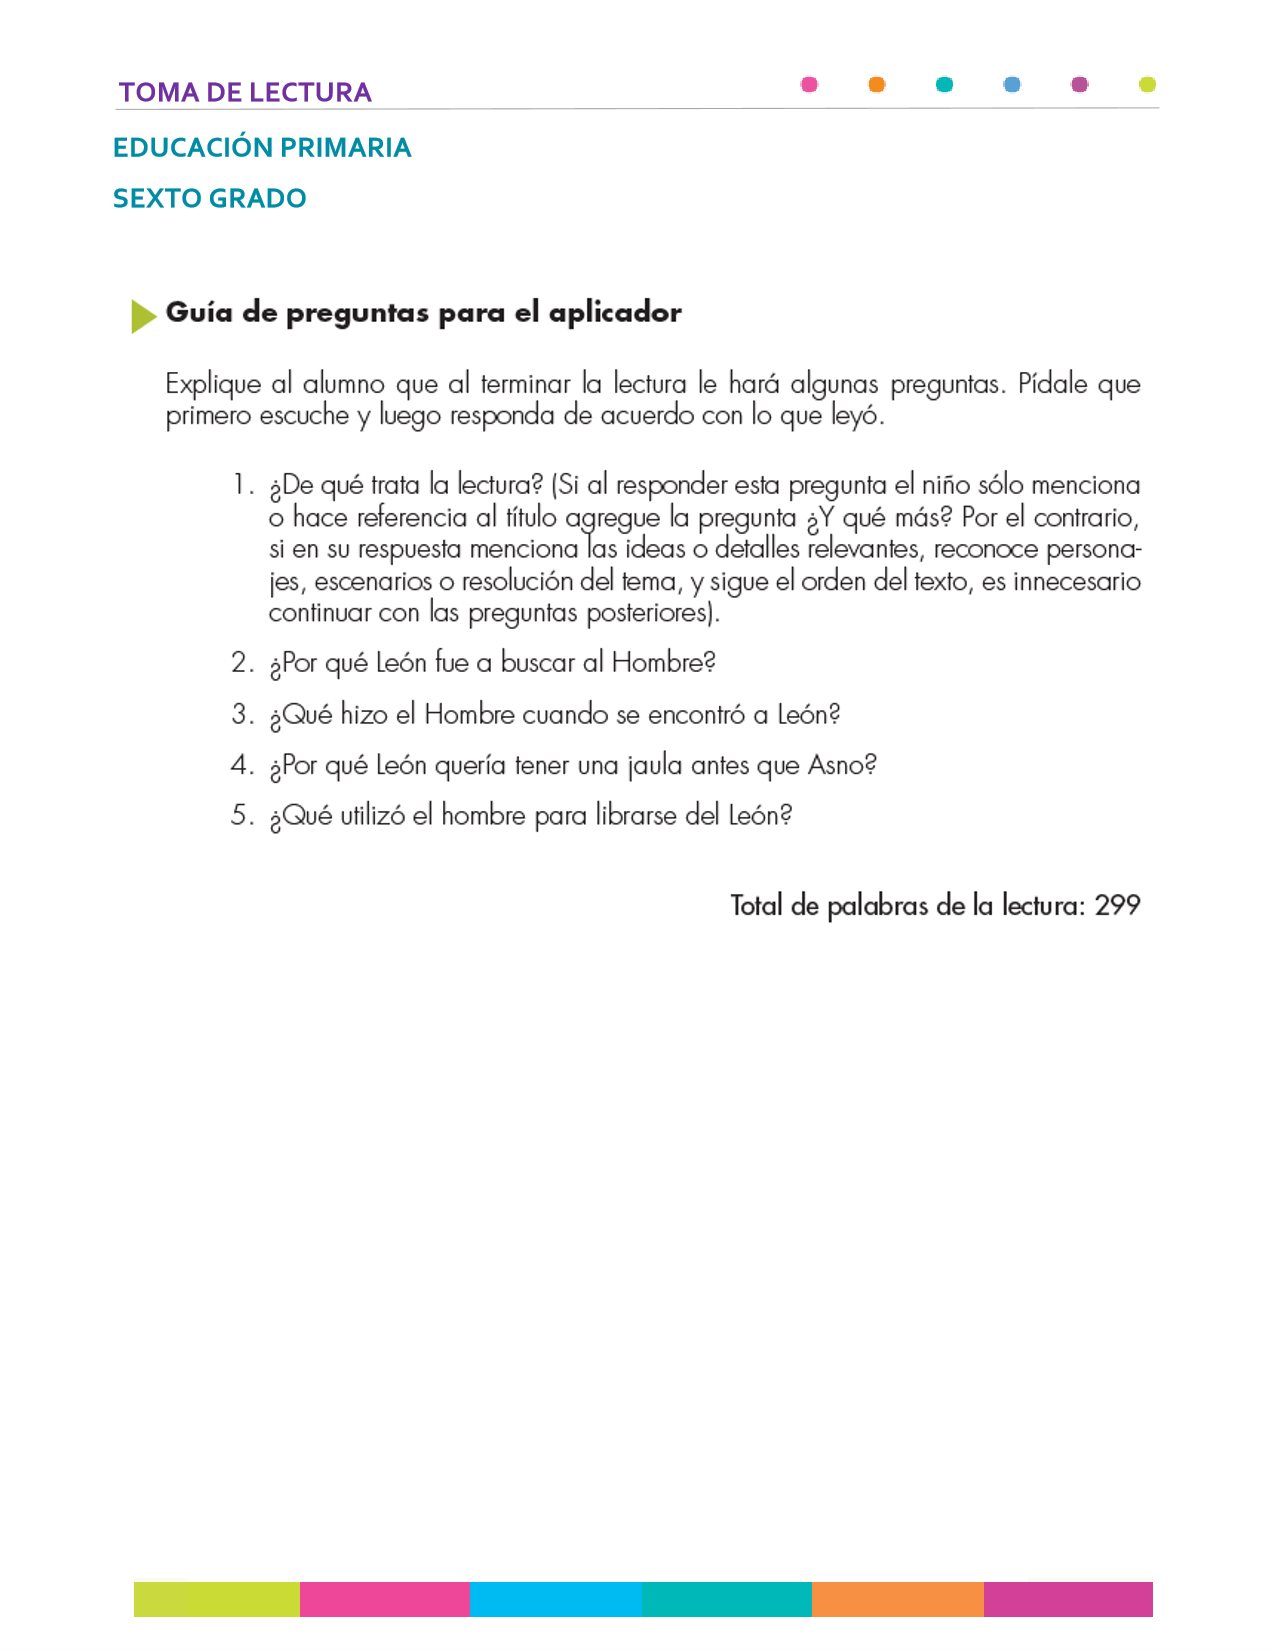 TOMA DE LECTURA
EDUCACIÓN PRIMARIA
SEXTO GRADO
Guía de preguntas para el aplicador
Explique al alumno que al terminar la lectura le hará algunas preguntas. Pídale que
primero escuche y luego responda de acuerdo con lo que leyó.
1. ¿De qué trata la lectura? (Si al responder esta pregunta el niño sólo menciona
o hace referencia al título agregue la pregunta ¿Y qué más? Por el contrario,
si en su respuesta menciona las ideas o detalles relevantes, reconoce persona-
jes, escenarios o resolución del tema, y sigue el orden del texto, es innecesario
continuar con las preguntas posteriores).
2. ¿Por qué León fue a buscar al Hombre?
3. ¿Qué hizo el Hombre cuando se encontró a León?
4. ¿Por qué León quería tener una jaula antes que Asno?
5. ¿Qué utilizó el hombre para librarse del León?
Total de palabras de la lectura: 299